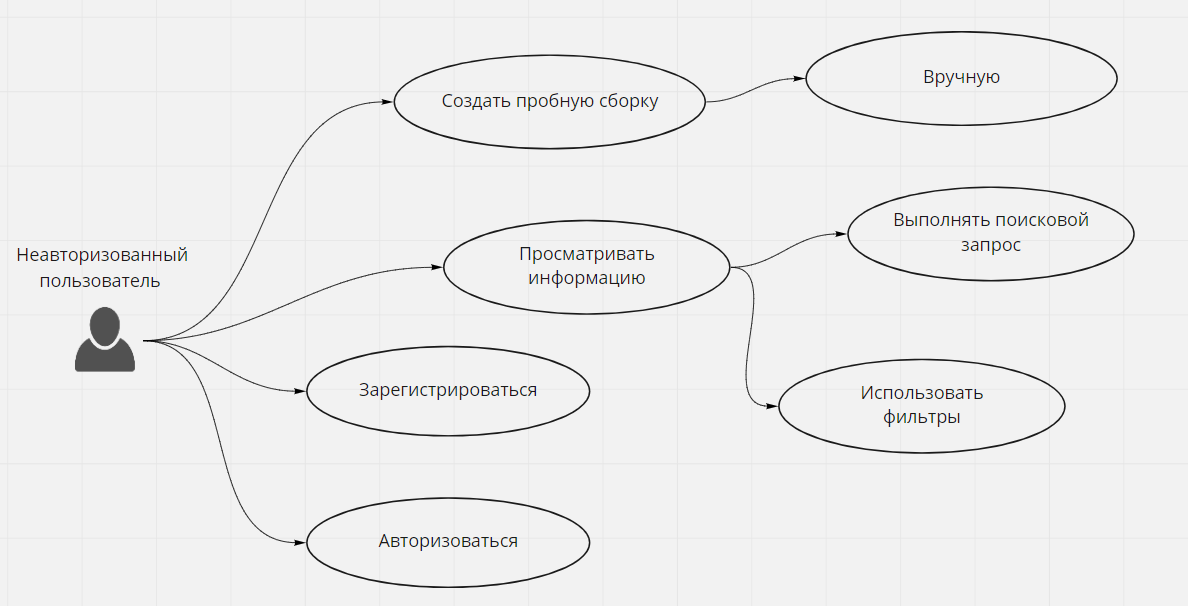 Неавторизованный
пользователь
Создать пробную сборку
Вручную
Просматривать
информацию
Выполнять поисковой
запрос
Использовать
фильтры
Зарегистрироваться
Авторизоваться